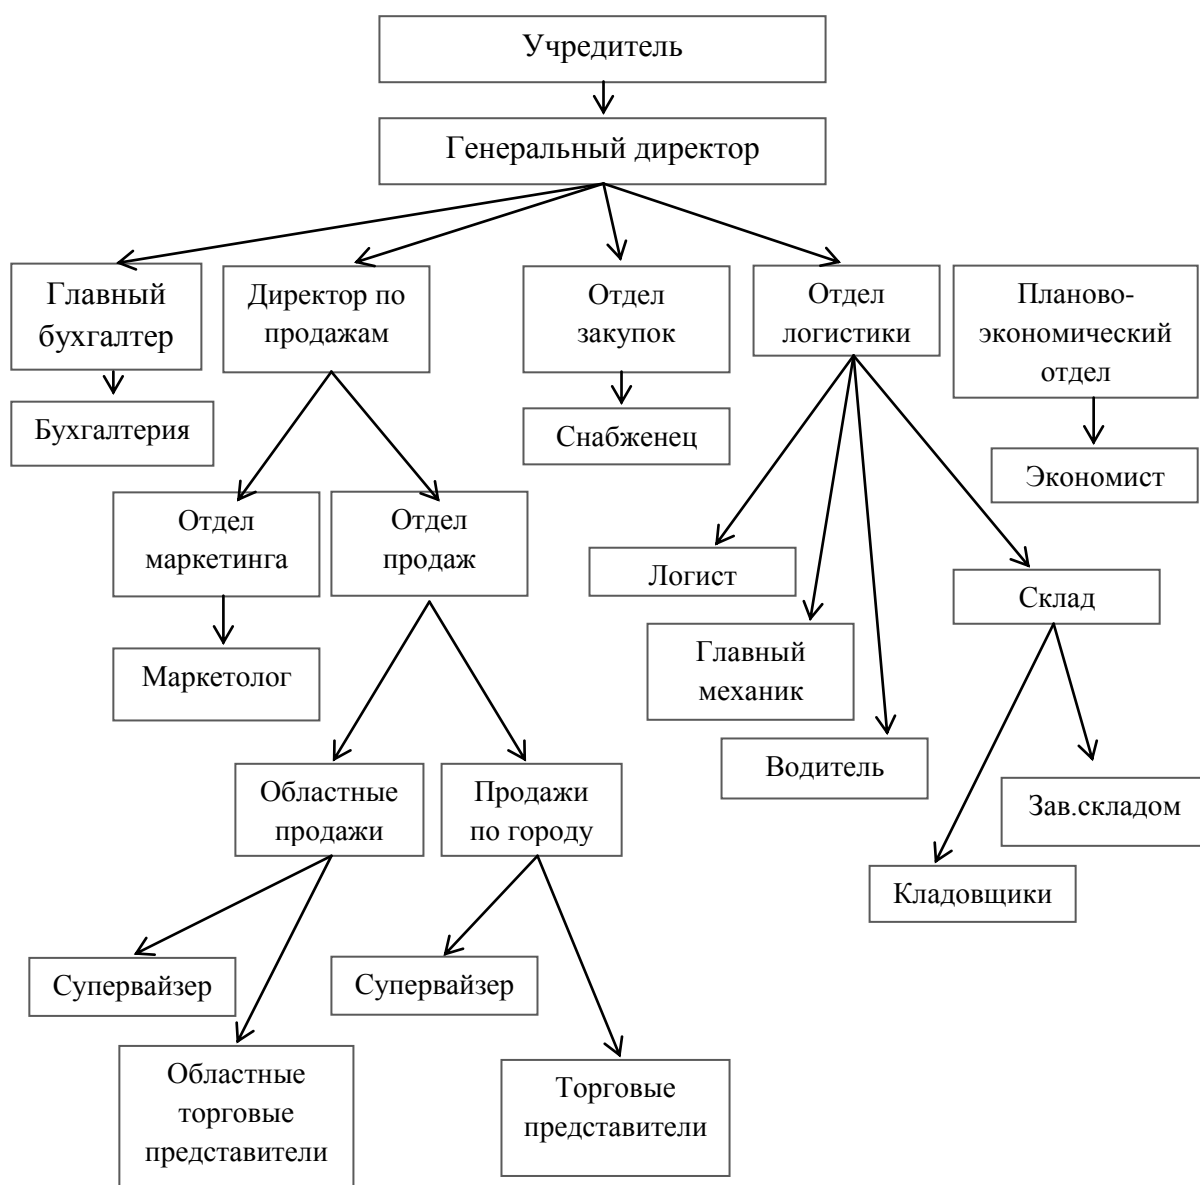 Учредитель
Генеральный директор
Главный
бухгалтер
Директор по
продажам
Отдел
закупок
Отдел
логистики
Планово-
экономический
отдел
Бухгалтерия
Снабженец
Экономист
Отдел
маркетинга
Отдел
продаж
Логист
Склад
Маркетолог
Главный
механик
Водитель
Областные
продажи
Продажи
по городу
Зав.складом
Кладовщики
Супервайзер
Супервайзер
Областные
торговые
представители
Торговые
представители